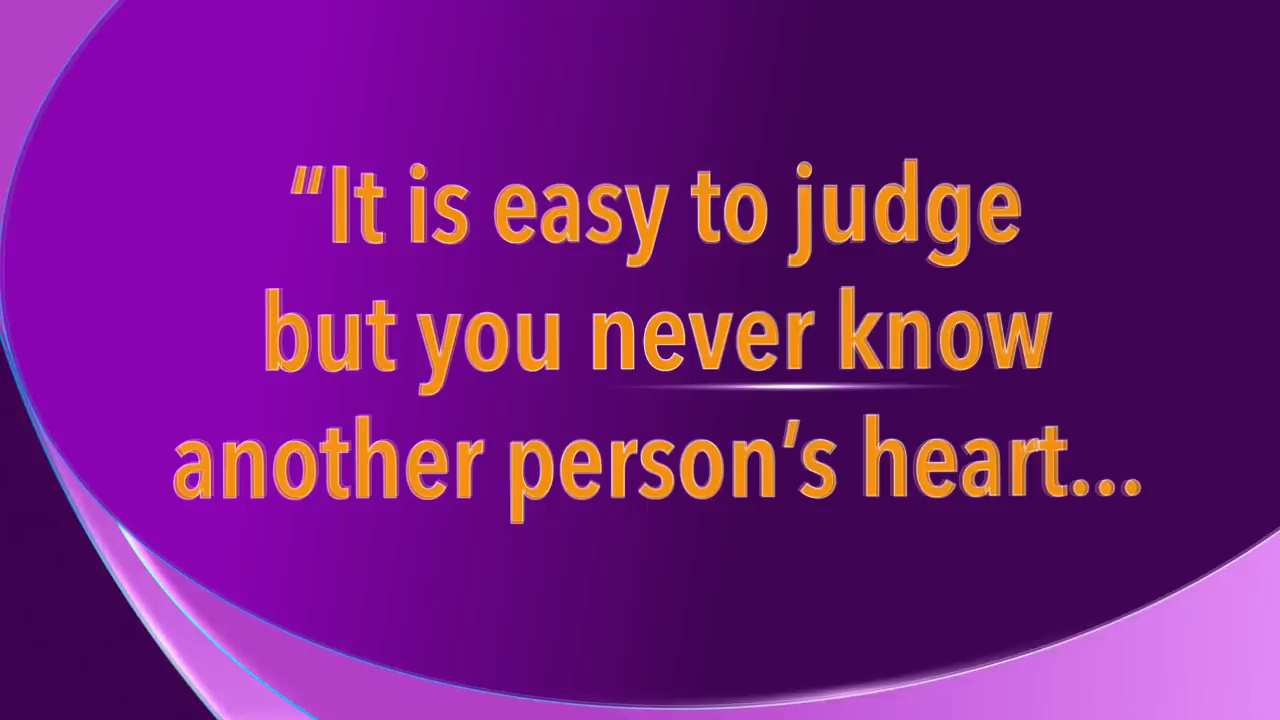 “It is easy to judge
but you never know
another person’s heart...